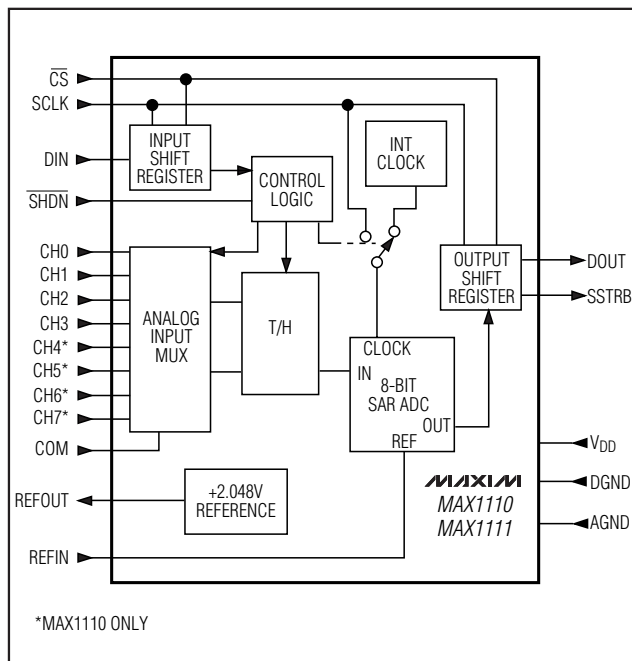 CS
SCLK
DIN
SHDN
CH0
CH1
CH2
CH3
CH4*
CH5*
CH6*
CH7*
COM
REFOUT
REFIN
INPUT
SHIFT
REGISTER
CONTROL
LOGIC
INT
CLOCK
ANALOG
INPUT
MUX
T/H
CLOCK
IN
8-BIT
SAR ADC
OUT
REF
OUTPUT
SHIFT
REGISTER
+2.048V
REFERENCE
DOUT
SSTRB
VDD
DGND
AGND
MAXIM
MAX1110
MAX1111
*MAX1110 ONLY